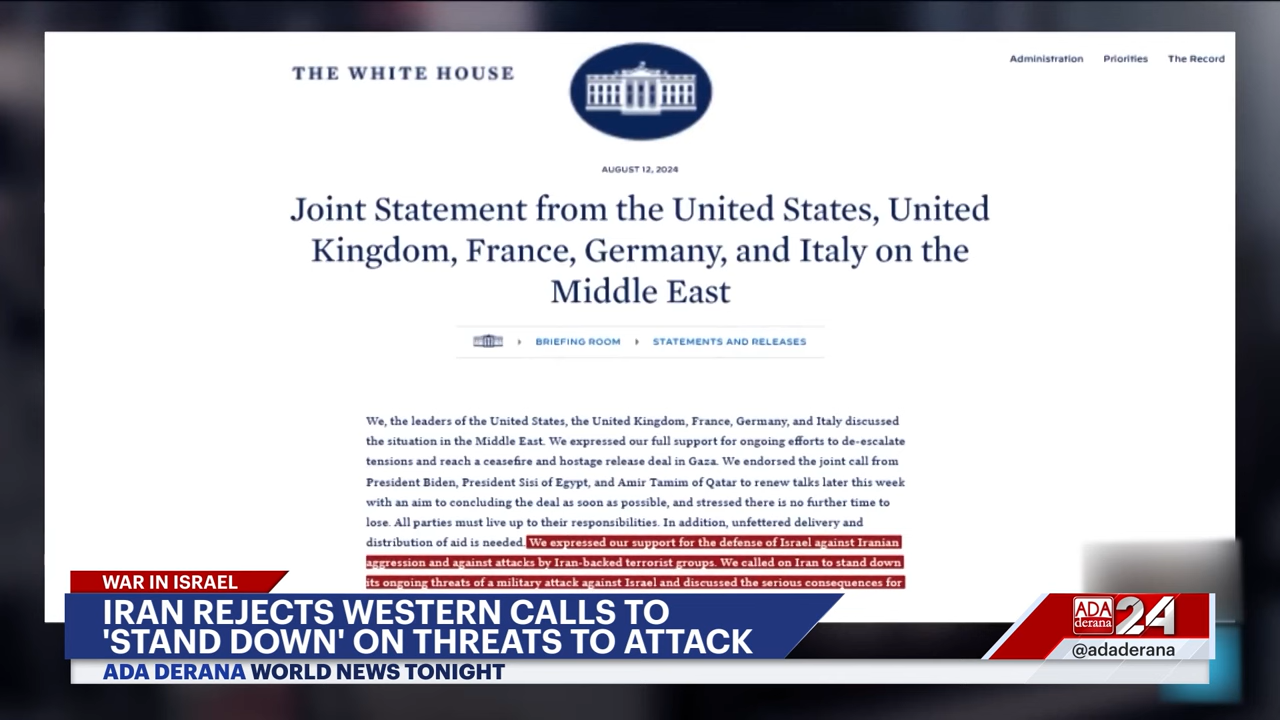 THE WHITE HOUSE
Administration Priorities The Record
AUGUST 12, 2024
Joint Statement from the United States, United
Kingdom, France, Germany, and Italy on the
Middle East
BRIEFING ROOM
STATEMENTS AND RELEASES
We, the leaders of the United States, the United Kingdom, France, Germany, and Italy discussed
the situation in the Middle East. We expressed our full support for ongoing efforts to de-escalate
tensions and reach a ceasefire and hostage release deal in Gaza. We endorsed the joint call from
President Biden, President Sisi of Egypt, and Amir Tamim of Qatar to renew talks later this week
with an aim to concluding the deal as soon as possible, and stressed there is no further time to
lose. All parties must live up to their responsibilities. In addition, unfettered delivery and
distribution of aid is needed. We expressed our support for the defense of Israel against Iranian
aggression and against attacks by Iran-backed terrorist groups. We called on Iran to stand down
its ongoing threats of a military attack against Israel and discussed the serious consequences for
WAR IN ISRAEL
IRAN REJECTS WESTERN CALLS TO
'STAND DOWN' ON THREATS TO ATTACK
ADA DERANA WORLD NEWS TONIGHT
ADA
derana
24
@adaderana